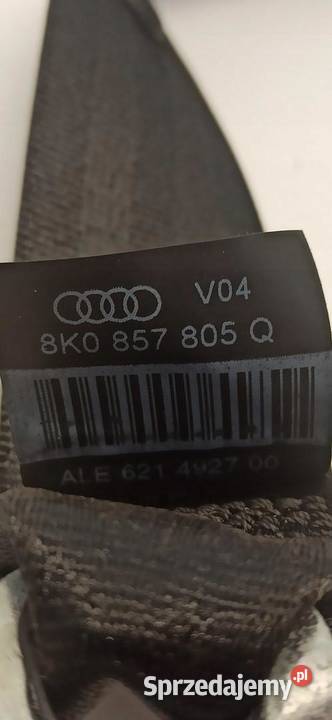 V04
8K0 857 805 Q
ALE 621 4927 00
Sprzedajemy.pl